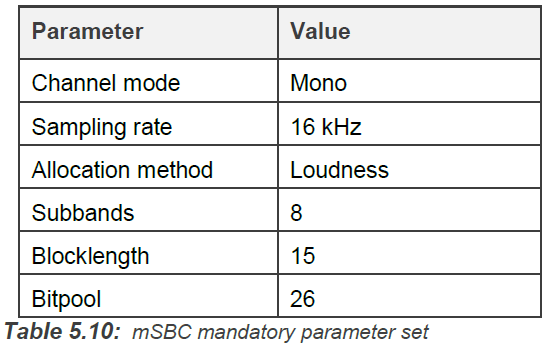 Parameter Value
Channel mode Mono
Sampling rate 16 kHz
Allocation method Loudness
Subbands 8
Blocklength 15
Bitpool 26
Table 5.10: mSBC mandatory parameter set